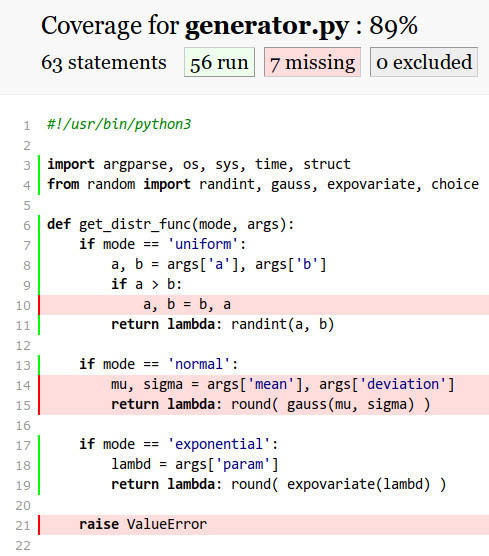 Coverage for generator.py : 89%
63 statements 56 run 7 missing 0 excluded
1 #!/usr/bin/python3
2
3 import argparse, os, sys, time, struct
4 from random import randint, gauss, expovariate, choice
5
6 def get_distr_func(mode, args):
7     if mode == 'uniform':
8         a, b = args['a'], args['b']
9         if a > b:
10             a, b = b, a
11         return lambda: randint(a, b)
12
13     if mode == 'normal':
14         mu, sigma = args['mean'], args['deviation']
15         return lambda: round( gauss(mu, sigma) )
16
17     if mode == 'exponential':
18         lambd = args['param']
19         return lambda: round( expovariate(lambd) )
20
21     raise ValueError
22